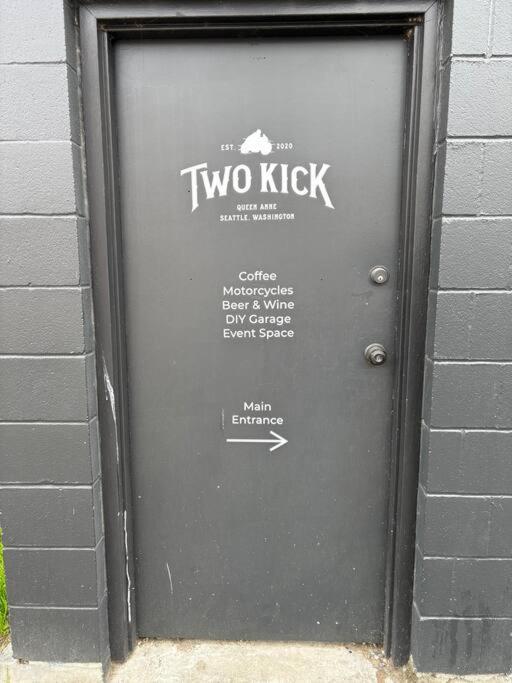 EST. 2020
TWO KICK
QUEEN ANNE
SEATTLE, WASHINGTON
Coffee
Motorcycles
Beer & Wine
DIY Garage
Event Space
Main
Entrance